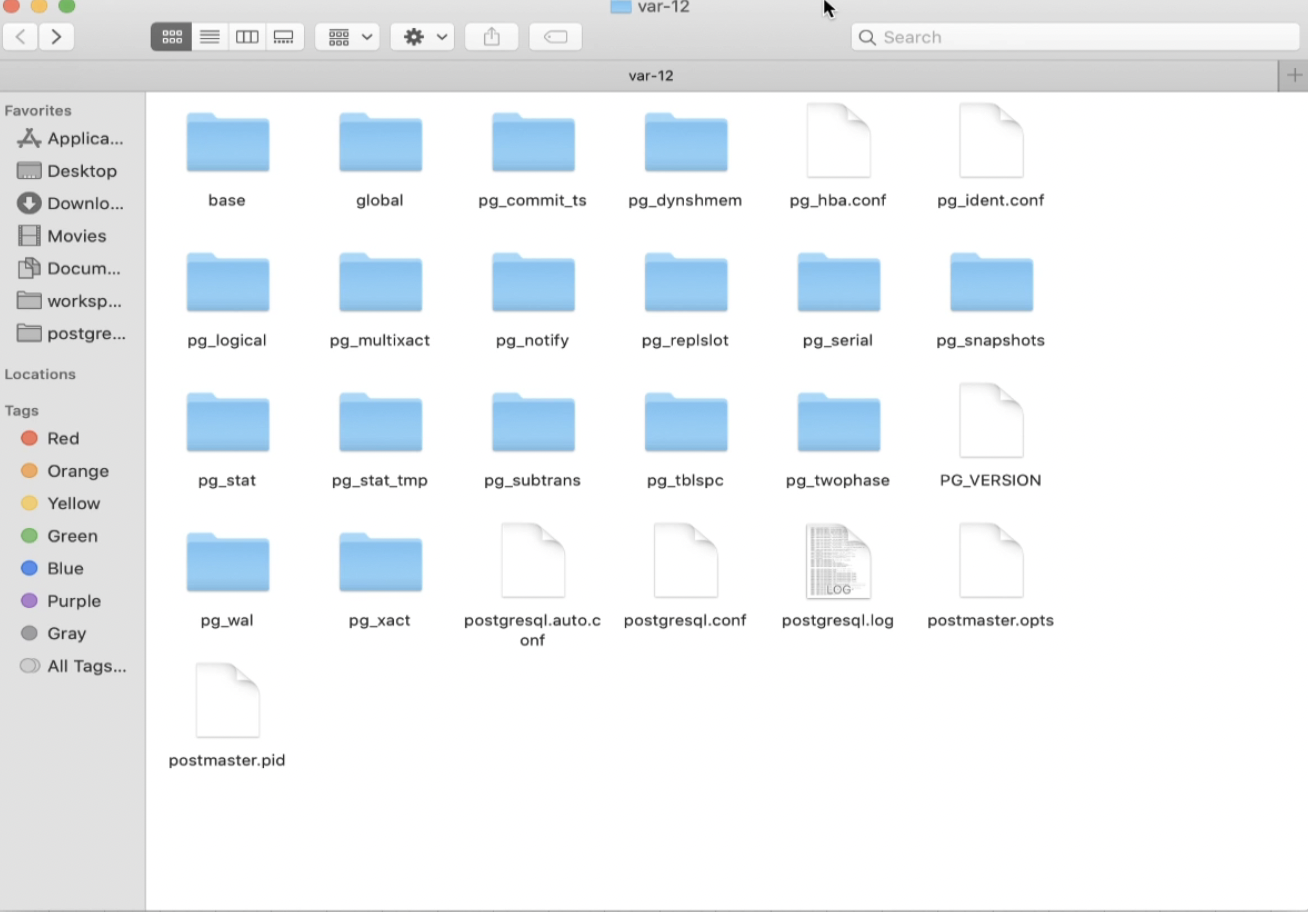 var-12
Search
var-12
Favorites
Applica...
Desktop
Downlo...
Movies
Docum...
worksp...
postgre...
Locations
Tags
Red
Orange
Yellow
Green
Blue
Purple
Gray
All Tags...
base
global
pg_commit_ts
pg_dynshmem
pg_hba.conf
pg_ident.conf
pg_logical
pg_multixact
pg_notify
pg_replslot
pg_serial
pg_snapshots
pg_stat
pg_stat_tmp
pg_subtrans
pg_tblspc
pg_twophase
PG_VERSION
pg_wal
pg_xact
postgresql.auto.c
onf
postgresql.conf
LOG
postgresql.log
postmaster.opts
postmaster.pid